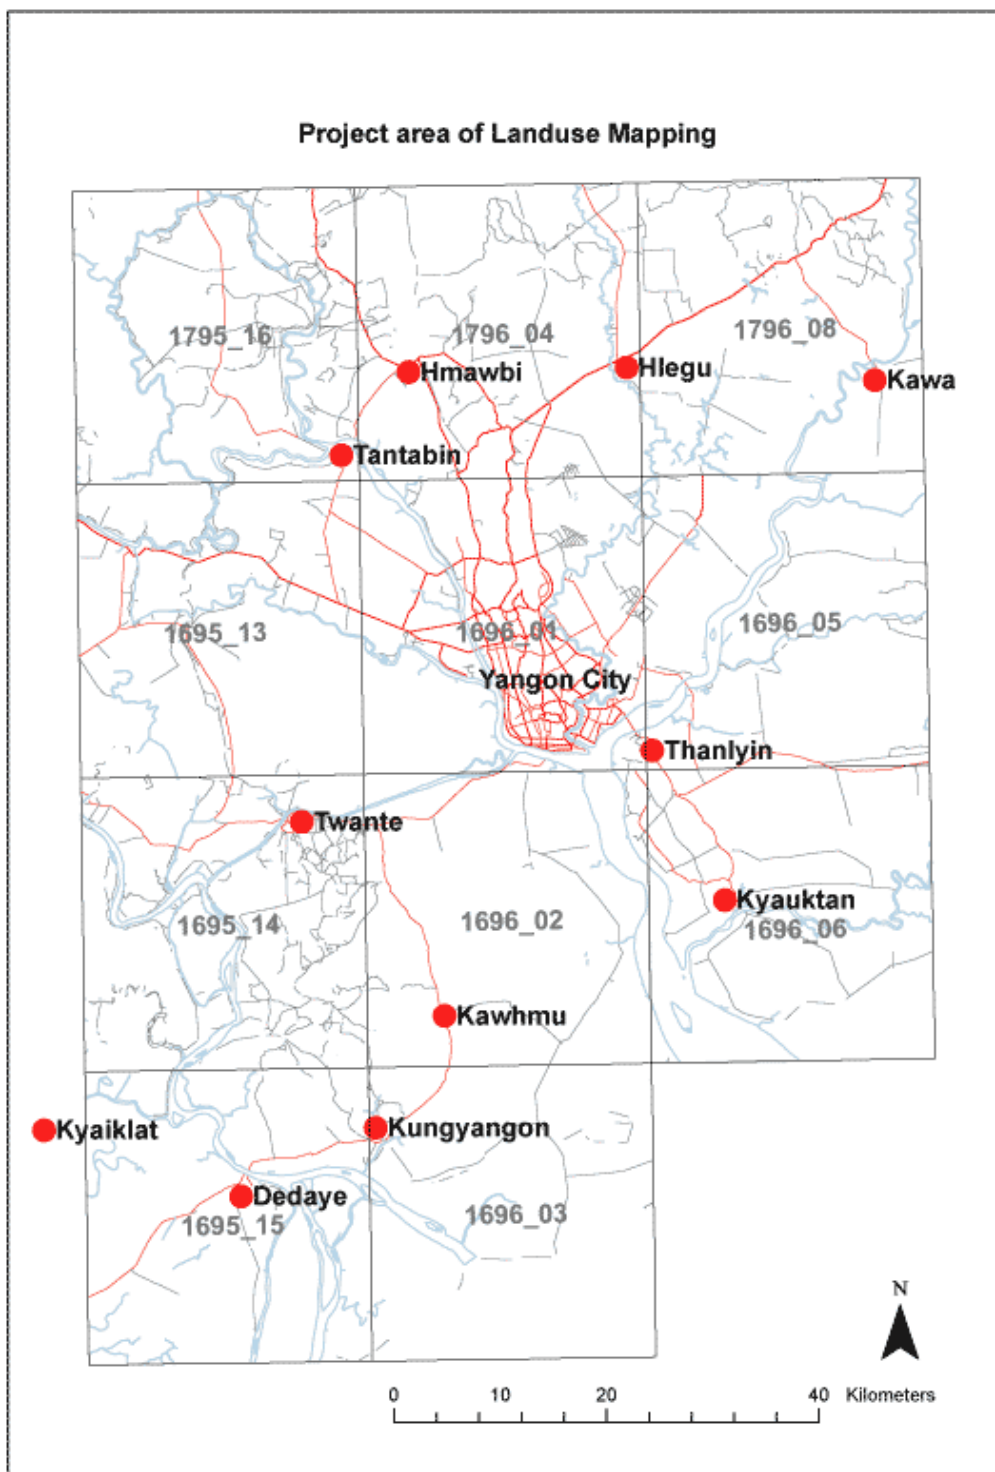 Project area of Landuse Mapping
1795_16
1796_04
1796_08
Hmawbi
Hlegu
Kawa
Tantabin
1695_13
1696_01
1696_05
Yangon City
Thanlyin
Twante
Kyauktan
1695_14
1696_02
1696_06
Kawhmu
Kyaiklat
Kungyangon
Dedaye
1695_15
1696_03
N
0 10 20 40 Kilometers